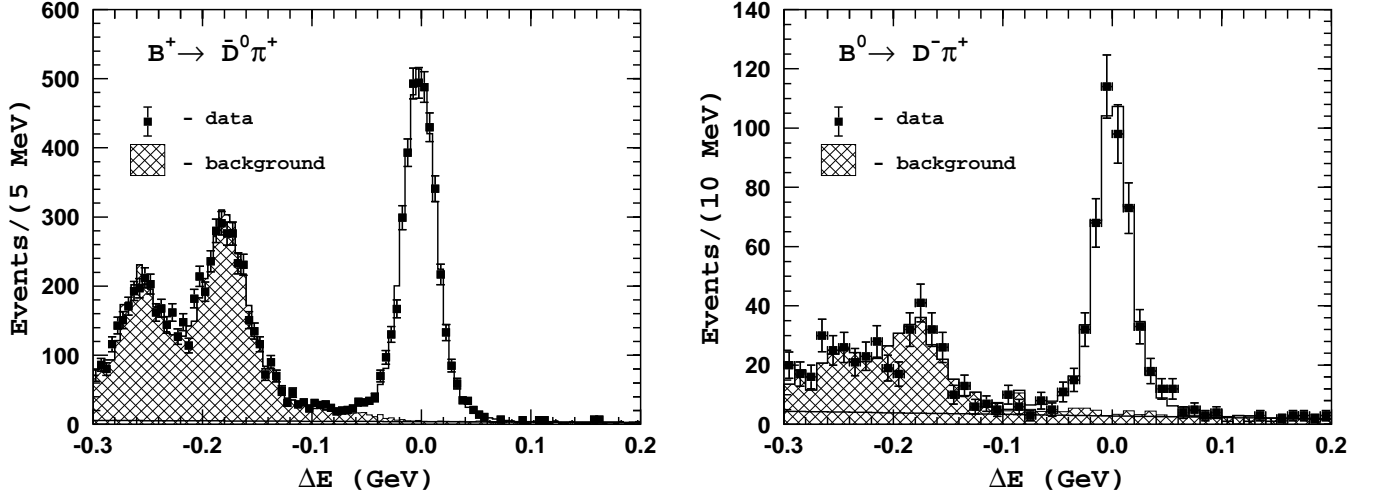 B⁺→ D̄⁰π⁺
- data
- background
Events/(5 MeV)
600
500
400
300
200
100
0
-0.3 -0.2 -0.1 0.0 0.1 0.2
ΔE (GeV)
B⁰→ D⁻π⁺
- data
- background
Events/(10 MeV)
140
120
100
80
60
40
20
0
-0.3 -0.2 -0.1 0.0 0.1 0.2
ΔE (GeV)